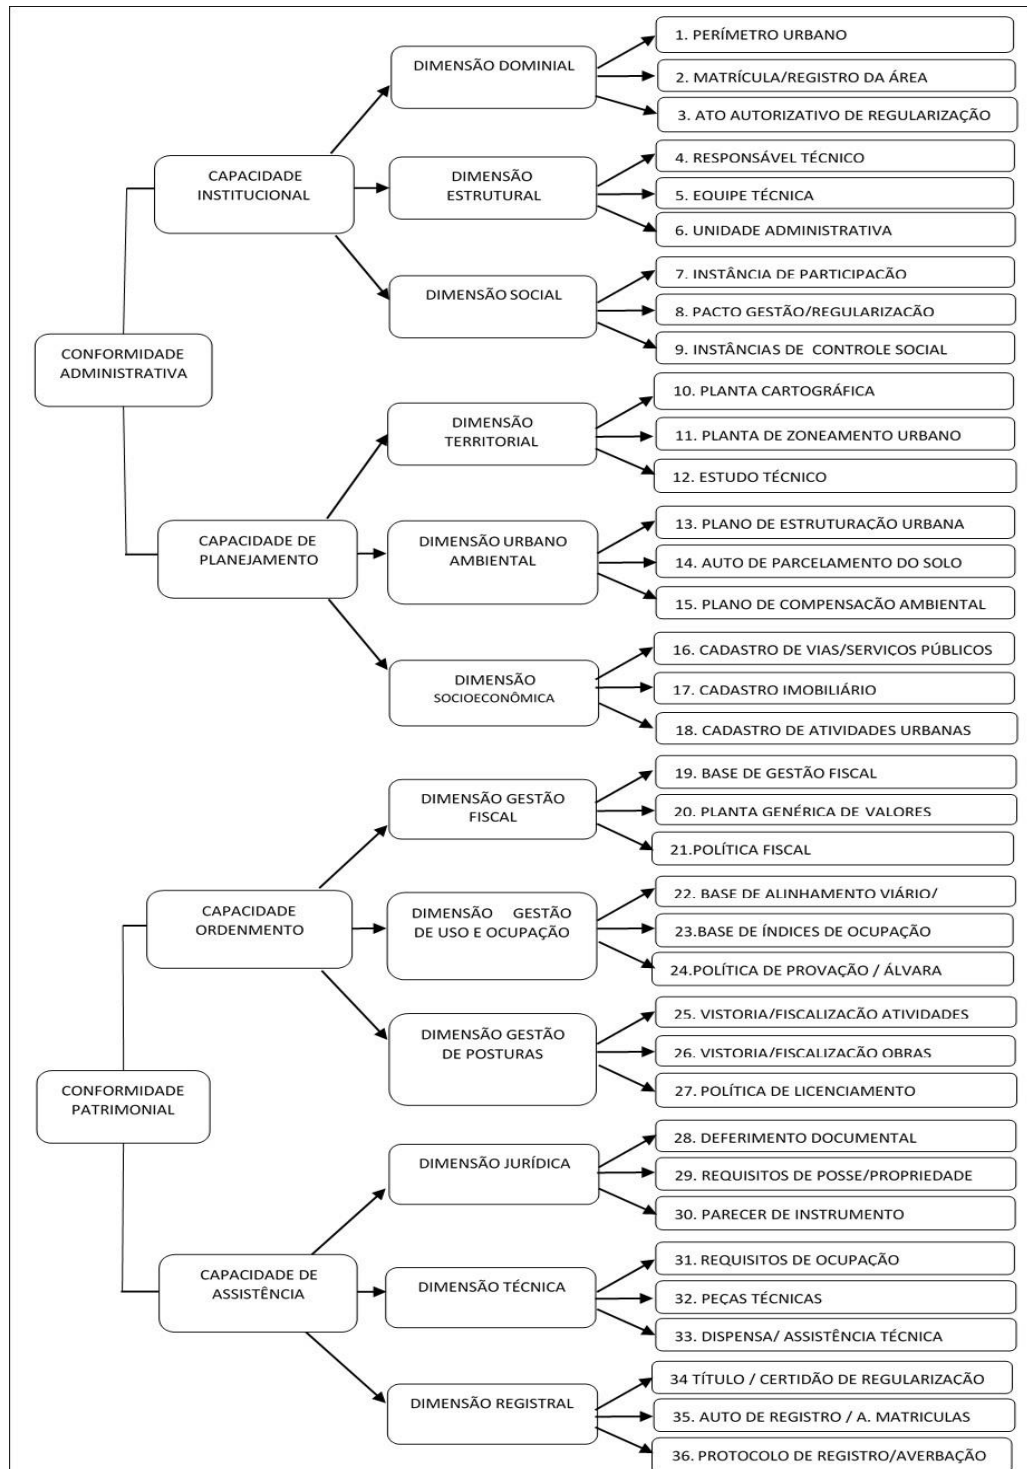 CONFORMIDADE
ADMINISTRATIVA
CAPACIDADE
INSTITUCIONAL
DIMENSÃO DOMINIAL
1. PERÍMETRO URBANO
2. MATRÍCULA/REGISTRO DA ÁREA
3. ATO AUTORIZATIVO DE REGULARIZAÇÃO
DIMENSÃO
ESTRUTURAL
4. RESPONSÁVEL TÉCNICO
5. EQUIPE TÉCNICA
6. UNIDADE ADMINISTRATIVA
DIMENSÃO SOCIAL
7. INSTÂNCIA DE PARTICIPAÇÃO
8. PACTO GESTÃO/REGULARIZAÇÃO
9. INSTÂNCIAS DE CONTROLE SOCIAL
CAPACIDADE DE
PLANEJAMENTO
DIMENSÃO
TERRITORIAL
10. PLANTA CARTOGRÁFICA
11. PLANTA DE ZONEAMENTO URBANO
12. ESTUDO TÉCNICO
DIMENSÃO URBANO
AMBIENTAL
13. PLANO DE ESTRUTURAÇÃO URBANA
14. AUTO DE PARCELAMENTO DO SOLO
15. PLANO DE COMPENSAÇÃO AMBIENTAL
DIMENSÃO
SOCIOECONÔMICA
16. CADASTRO DE VIAS/SERVIÇOS PÚBLICOS
17. CADASTRO IMOBILIÁRIO
18. CADASTRO DE ATIVIDADES URBANAS
CONFORMIDADE
PATRIMONIAL
CAPACIDADE
ORDENMENTO
DIMENSÃO GESTÃO
FISCAL
19. BASE DE GESTÃO FISCAL
20. PLANTA GENÉRICA DE VALORES
21.POLÍTICA FISCAL
DIMENSÃO GESTÃO
DE USO E OCUPAÇÃO
22. BASE DE ALINHAMENTO VIÁRIO/
23.BASE DE ÍNDICES DE OCUPAÇÃO
24.POLÍTICA DE PROVAÇÃO / ÁLVARA
DIMENSÃO GESTÃO
DE POSTURAS
25. VISTORIA/FISCALIZAÇÃO ATIVIDADES
26. VISTORIA/FISCALIZAÇÃO OBRAS
27. POLÍTICA DE LICENCIAMENTO
CAPACIDADE DE
ASSISTÊNCIA
DIMENSÃO JURÍDICA
28. DEFERIMENTO DOCUMENTAL
29. REQUISITOS DE POSSE/PROPRIEDADE
30. PARECER DE INSTRUMENTO
DIMENSÃO TÉCNICA
31. REQUISITOS DE OCUPAÇÃO
32. PEÇAS TÉCNICAS
33. DISPENSA/ ASSISTÊNCIA TÉCNICA
DIMENSÃO REGISTRAL
34 TÍTULO / CERTIDÃO DE REGULARIZAÇÃO
35. AUTO DE REGISTRO / A. MATRICULAS
36. PROTOCOLO DE REGISTRO/AVERBAÇÃO